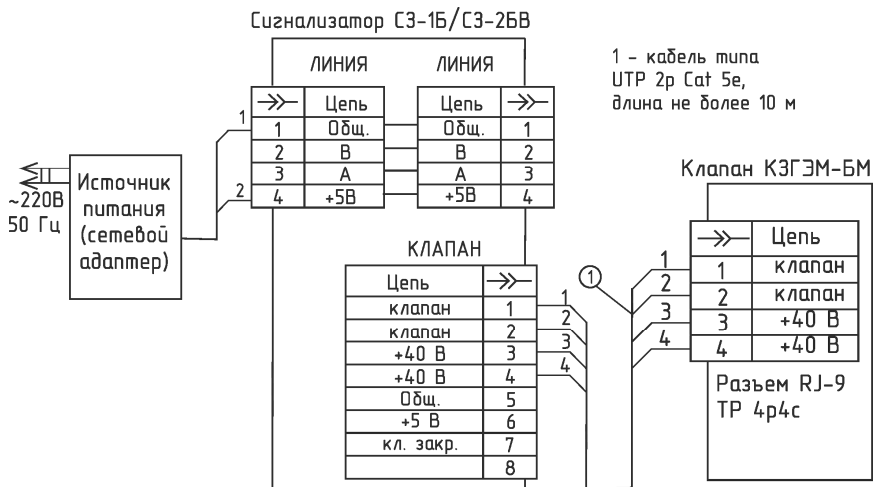 Сигнализатор СЗ-1Б/СЗ-2БВ
ЛИНИЯ ЛИНИЯ
1 - кабель типа
UTP 2p Cat 5e,
длина не более 10 м
Цепь Цепь
1 1 Общ. Общ. 1
2 В В 2
3 А А 3
2 4 +5В +5В 4
~220В
50 Гц
Источник
питания
(сетевой
адаптер)
КЛАПАН
Цепь
клапан 1 1
клапан 2 2
+40 В 3 3
+40 В 4 4
Общ. 5
+5 В 6
кл. закр. 7
8
1
Клапан КЗГЭМ-БМ
Цепь
1 1 клапан
2 2 клапан
3 3 +40 В
4 4 +40 В
Разъем RJ-9
TP 4p4c